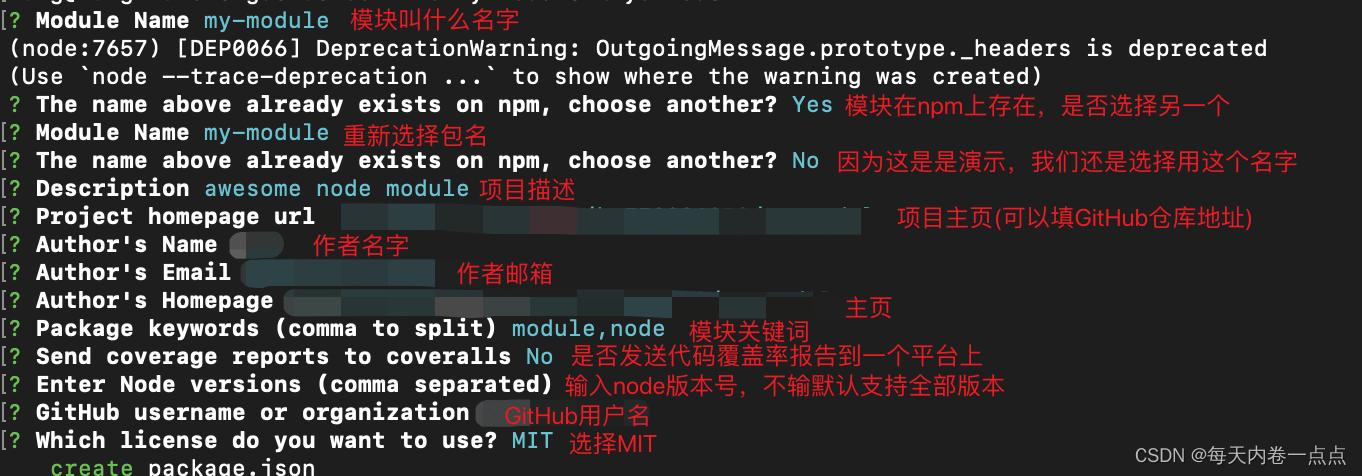 [? Module Name my-module 模块叫什么名字
(node:7657) [DEP0066] DeprecationWarning: OutgoingMessage.prototype._headers is deprecated
(Use `node --trace-deprecation ...` to show where the warning was created)
? The name above already exists on npm, choose another? Yes 模块在npm上存在，是否选择另一个
[? Module Name my-module 重新选择包名
[? The name above already exists on npm, choose another? No 因为这是是演示，我们还是选择用这个名字
[? Description awesome node module 项目描述
[? Project homepage url 项目主页(可以填GitHub仓库地址)
[? Author's Name 作者名字
[? Author's Email 作者邮箱
[? Author's Homepage 主页
[? Package keywords (comma to split) module,node 模块关键词
[? Send coverage reports to coveralls No 是否发送代码覆盖率报告到一个平台上
[? Enter Node versions (comma separated) 输入node版本号，不输默认支持全部版本
[? GitHub username or organization GitHub用户名
[? Which license do you want to use? MIT 选择MIT
create package.json
CSDN @每天内卷一点点